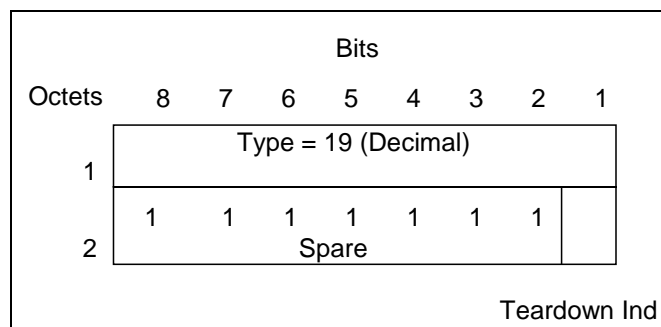 Bits
Octets 8 7 6 5 4 3 2 1
Type = 19 (Decimal)
1
1 1 1 1 1 1 1
2 Spare
Teardown Ind